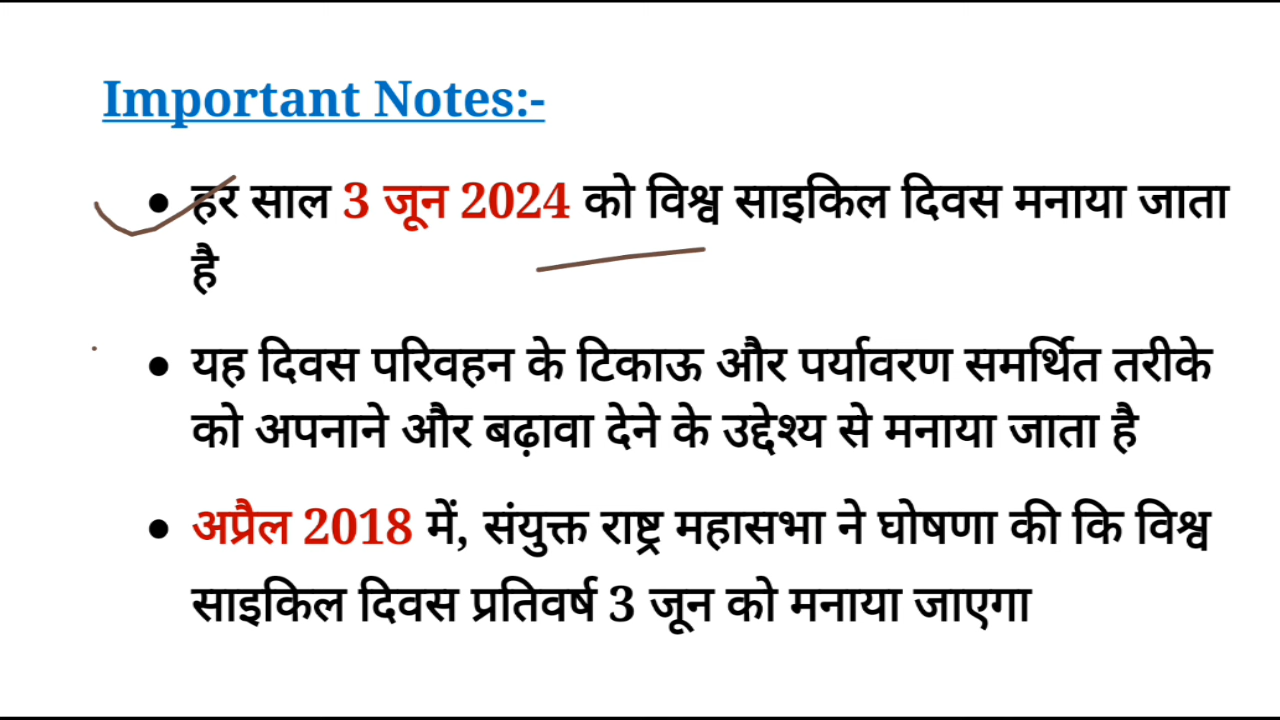 Important Notes:-
• हर साल 3 जून 2024 को विश्व साइकिल दिवस मनाया जाता
है
• यह दिवस परिवहन के टिकाऊ और पर्यावरण समर्थित तरीके
को अपनाने और बढ़ावा देने के उद्देश्य से मनाया जाता है
• अप्रैल 2018 में, संयुक्त राष्ट्र महासभा ने घोषणा की कि विश्व
साइकिल दिवस प्रतिवर्ष 3 जून को मनाया जाएगा